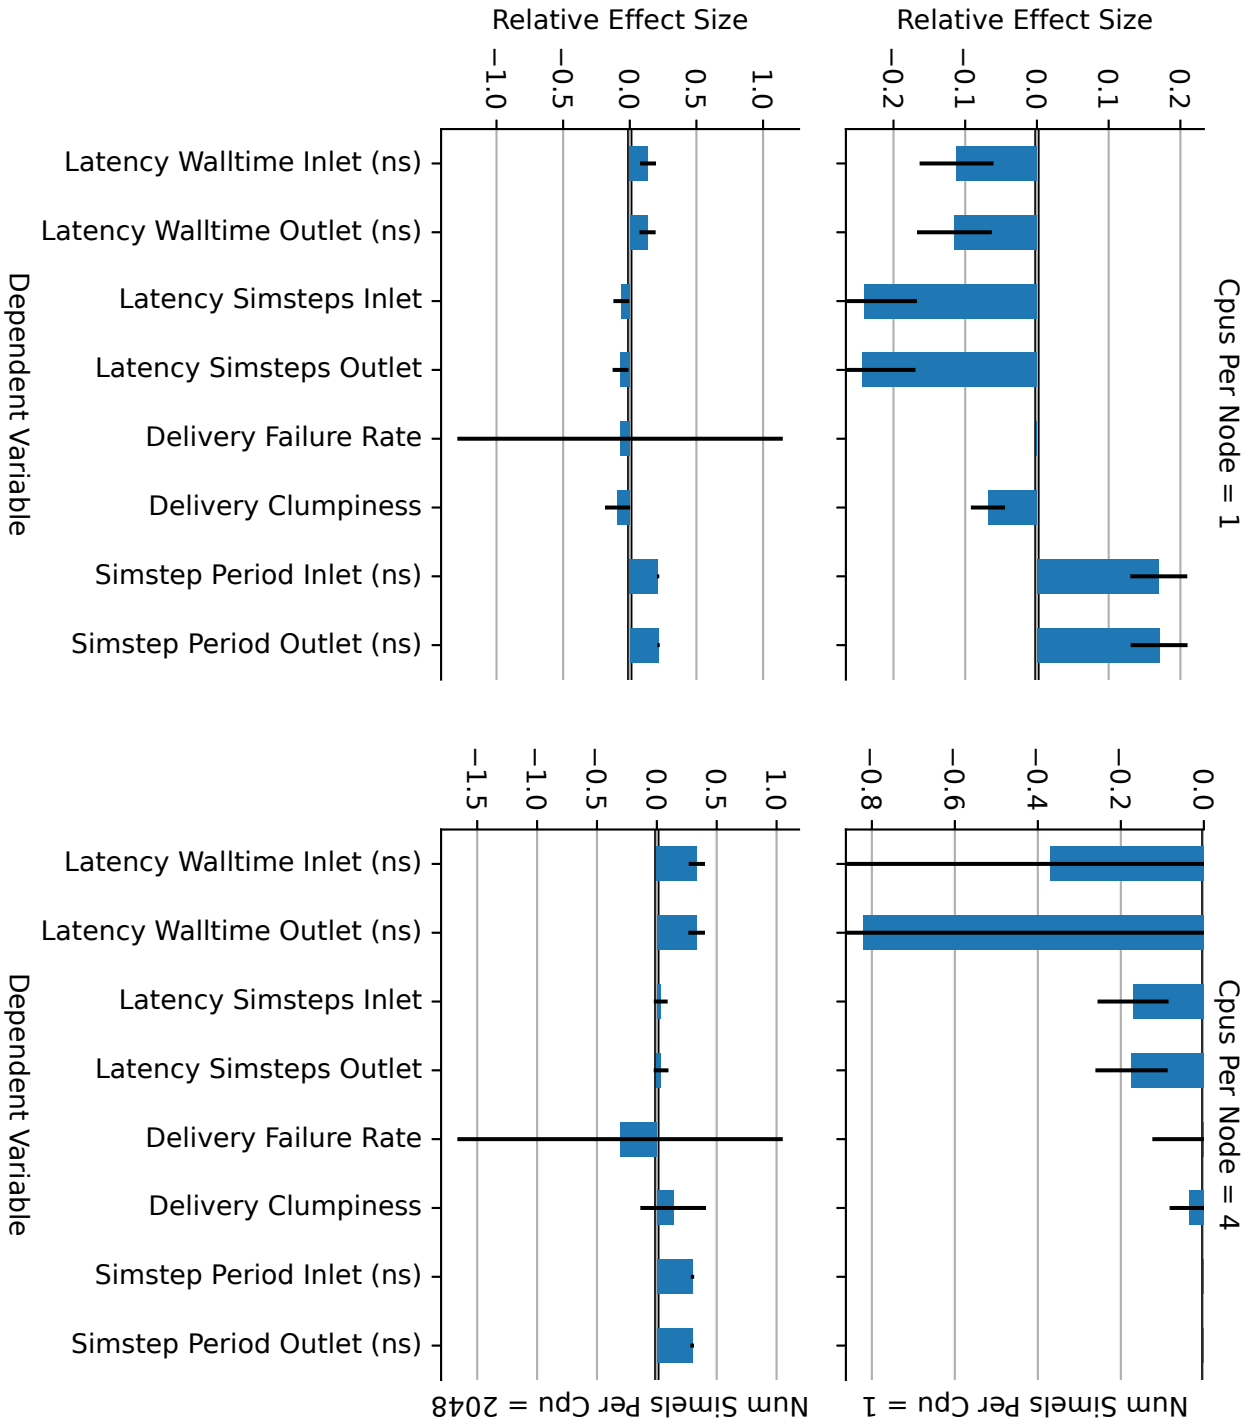 Relative Effect Size
Relative Effect Size
−1.0
−0.5
0.0
0.5
1.0
−0.2
−0.1
0.0
0.1
0.2
Latency Walltime Inlet (ns)
Latency Walltime Outlet (ns)
Latency Simsteps Inlet
Latency Simsteps Outlet
Delivery Failure Rate
Delivery Clumpiness
Simstep Period Inlet (ns)
Simstep Period Outlet (ns)
Dependent Variable
Cpus Per Node = 1
−1.5
−1.0
−0.5
0.0
0.5
1.0
−0.8
−0.6
−0.4
−0.2
0.0
Latency Walltime Inlet (ns)
Latency Walltime Outlet (ns)
Latency Simsteps Inlet
Latency Simsteps Outlet
Delivery Failure Rate
Delivery Clumpiness
Simstep Period Inlet (ns)
Simstep Period Outlet (ns)
Dependent Variable
Cpus Per Node = 4
Num Simels Per Cpu = 2048
Num Simels Per Cpu = 1